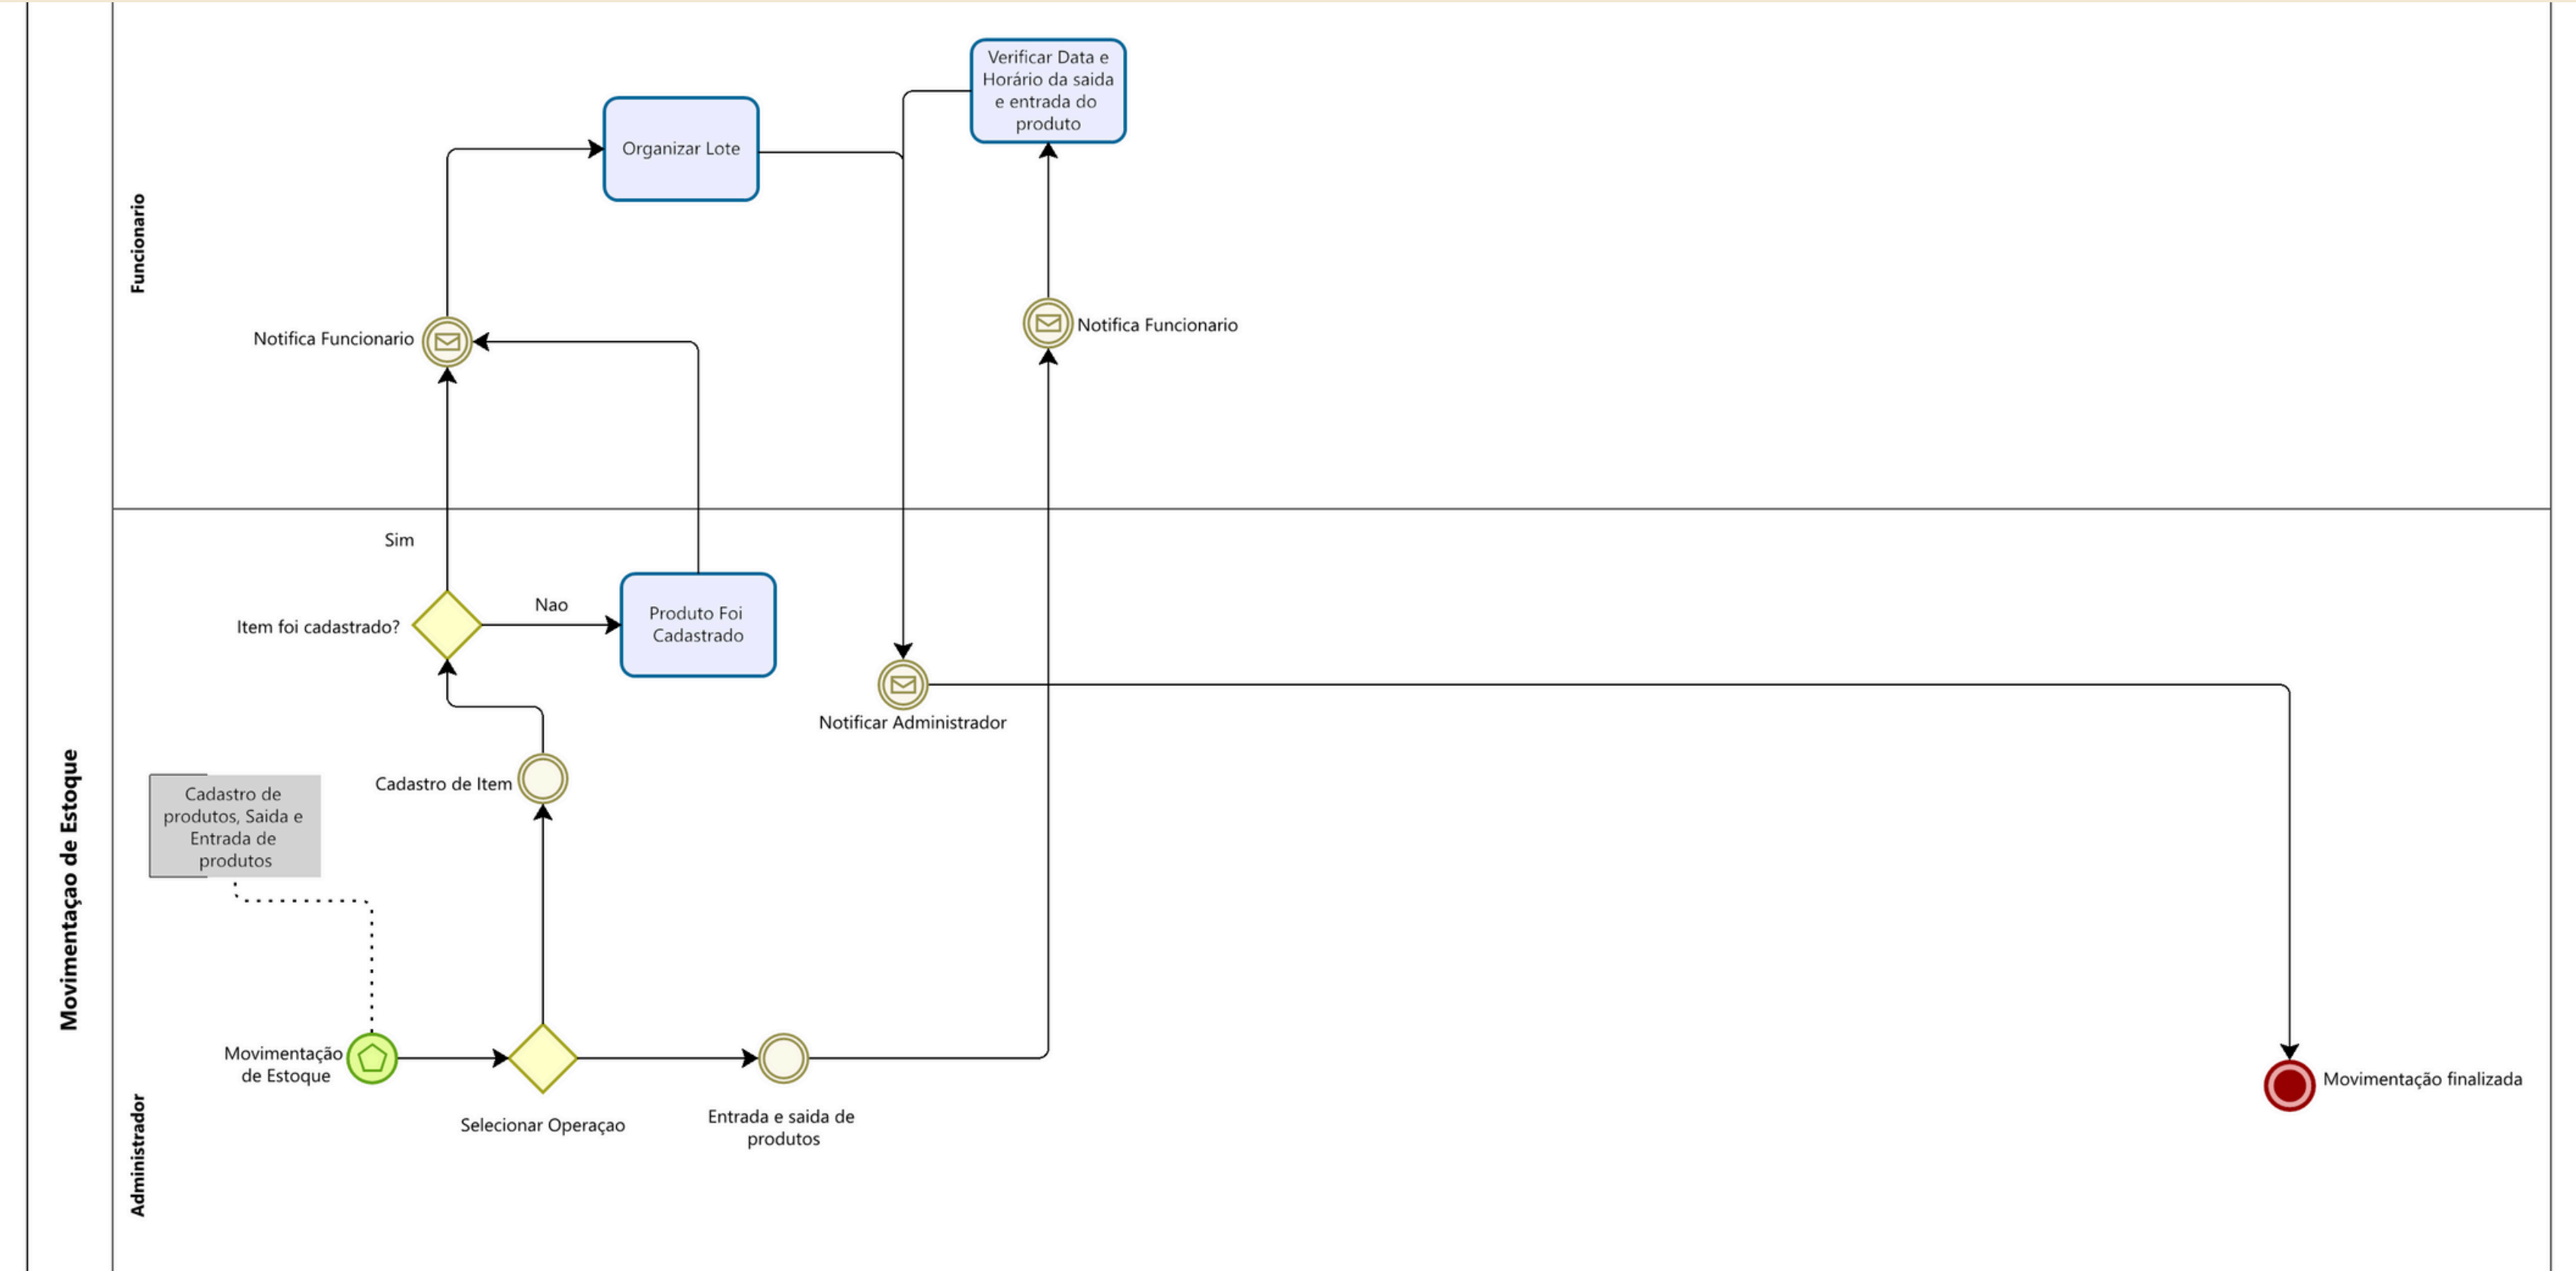 Movimentaçao de Estoque
Funcionario
Verificar Data e
Horário da saida
e entrada do
produto
Organizar Lote
Notifica Funcionario
Notifica Funcionario
Administrador
Sim
Item foi cadastrado?
Nao
Produto Foi
Cadastrado
Notificar Administrador
Cadastro de Item
Cadastro de
produtos, Saida e
Entrada de
produtos
Movimentação
de Estoque
Selecionar Operaçao
Entrada e saida de
produtos
Movimentação finalizada